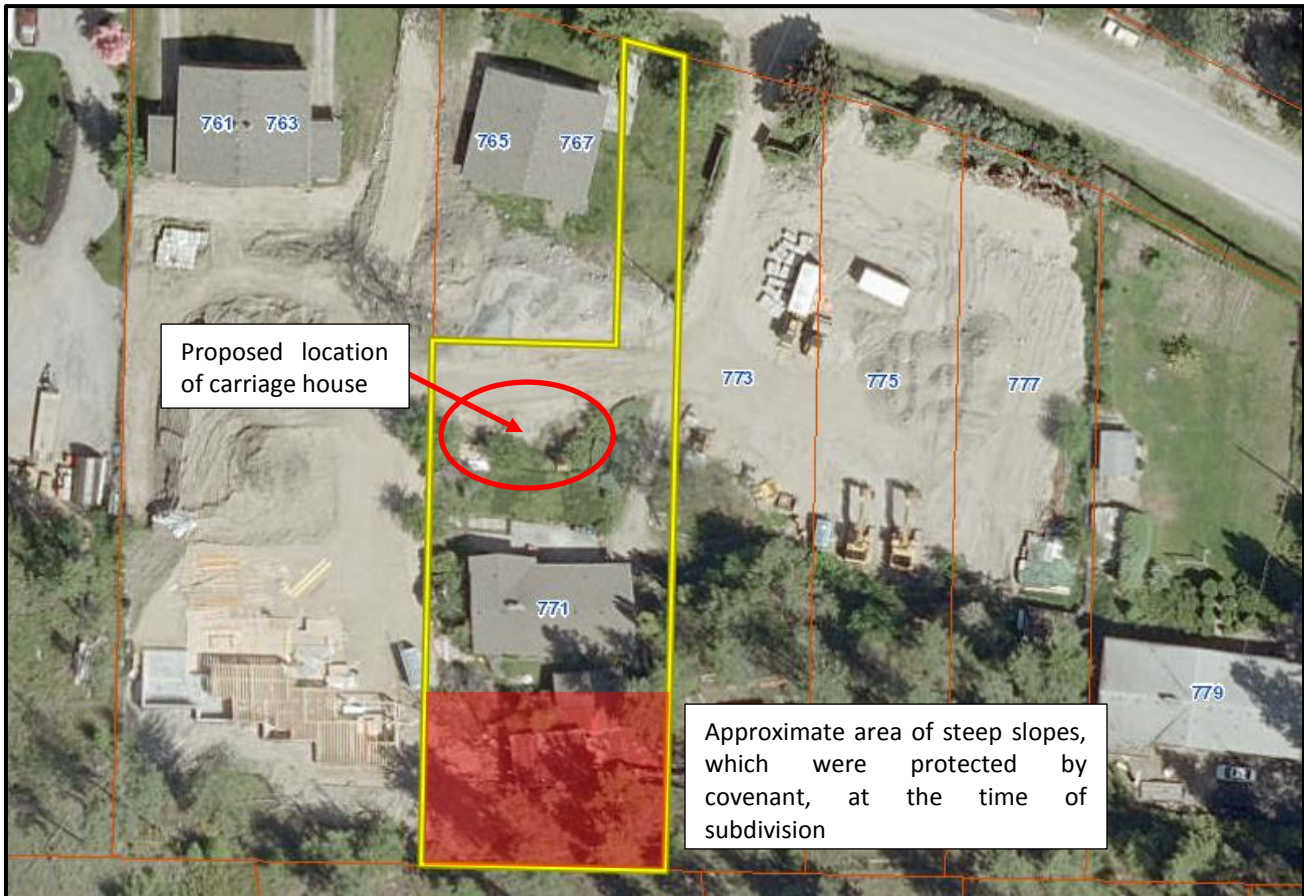 761 763
765
767
Proposed location
of carriage house
773
775
777
771
779
Approximate area of steep slopes,
which were protected by
covenant, at the time of
subdivision